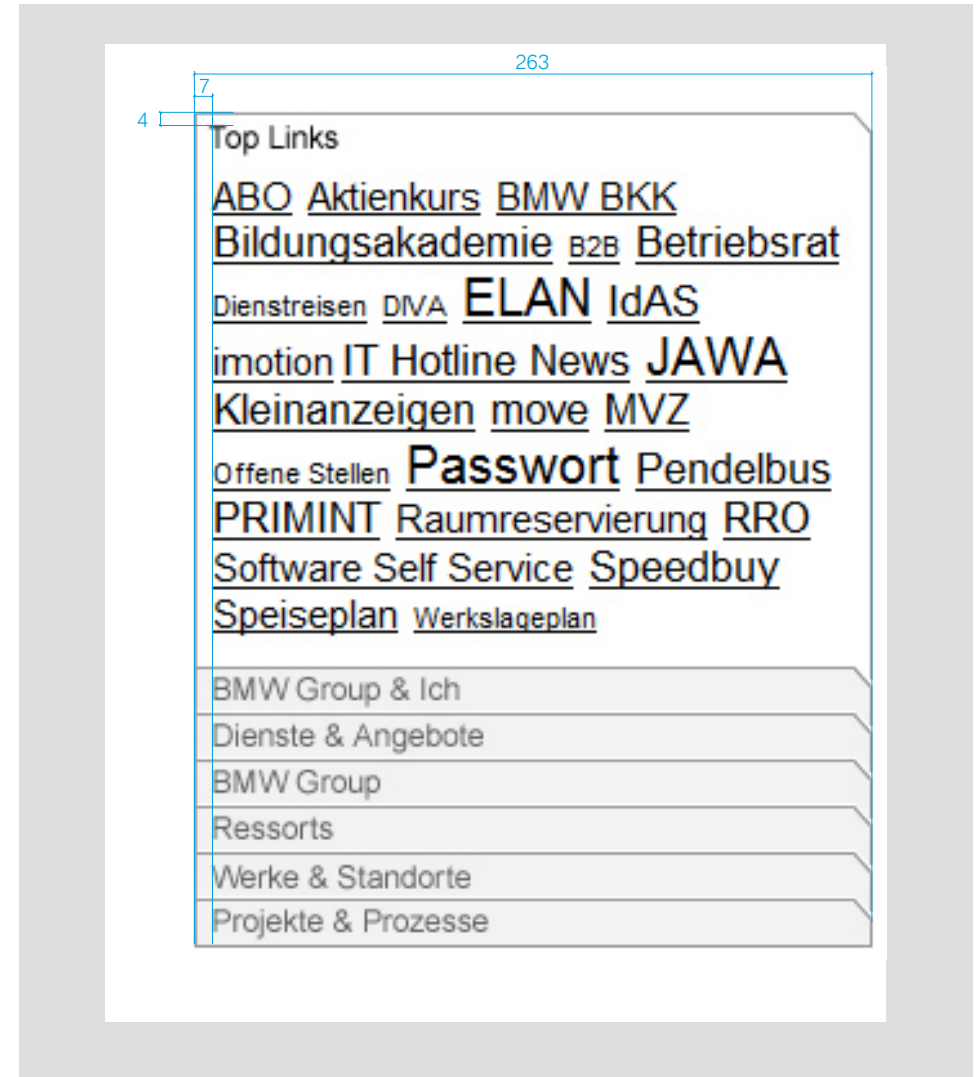 263
7
4
Top Links
ABO Aktienkurs BMW BKK
Bildungsakademie B2B Betriebsrat
Dienstreisen DIVA ELAN IdAS
imotion IT Hotline News JAWA
Kleinanzeigen move MVZ
Offene Stellen Passwort Pendelbus
PRIMINT Raumreservierung RRO
Software Self Service Speedbuy
Speiseplan Werkslageplan
BMW Group & Ich
Dienste & Angebote
BMW Group
Ressorts
Werke & Standorte
Projekte & Prozesse